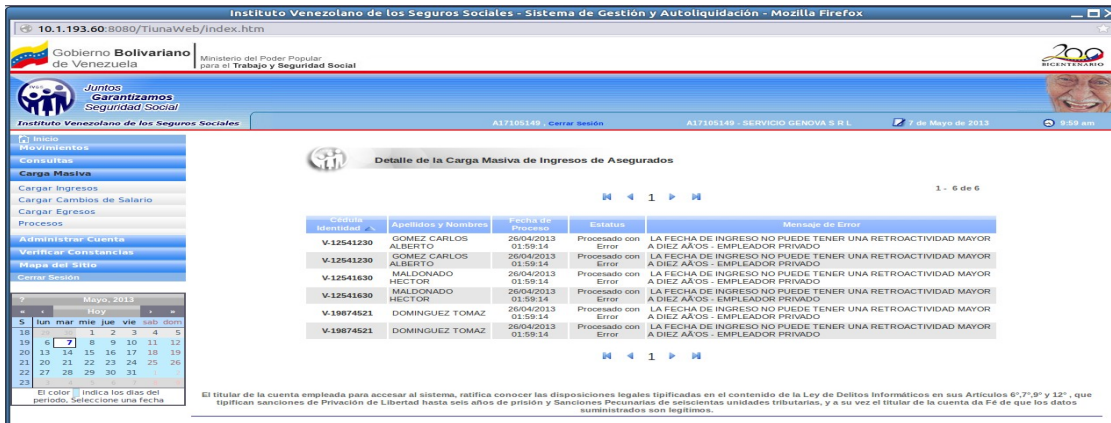 Instituto Venezolano de los Seguros Sociales - Sistema de Gestión y Autoliquidación - Mozilla Firefox
10.1.193.60:8080/TiunaWeb/index.htm
Gobierno Bolivariano
de Venezuela
Ministerio del Poder Popular
para el Trabajo y Seguridad Social
200
BICENTENARIO
Juntos
Garantizamos
Seguridad Social
Instituto Venezolano de los Seguros Sociales
A17105149 , Cerrar Sesión
A17105149 - SERVICIO GENOVA S R L
7 de Mayo de 2013
9:59 am
Inicio
Movimientos
Consultas
Carga Masiva
Cargar Ingresos
Cargar Cambios de Salario
Cargar Egresos
Procesos
Administrar Cuenta
Verificar Constancias
Mapa del Sitio
Cerrar Sesión
? Mayo, 2013
« ‹ Hoy › »
S lun mar mie jue vie sab dom
18 29 30 1 2 3 4 5
19 6 7 8 9 10 11 12
20 13 14 15 16 17 18 19
21 20 21 22 23 24 25 26
22 27 28 29 30 31
23
El color indica los días del
periodo. Seleccione una fecha
Detalle de la Carga Masiva de Ingresos de Asegurados
1
1 - 6 de 6
Cédula Identidad Apellidos y Nombres Fecha de Proceso Estatus Mensaje de Error
V-12541230 GOMEZ CARLOS ALBERTO 26/04/2013 01:59:14 Procesado con Error LA FECHA DE INGRESO NO PUEDE TENER UNA RETROACTIVIDAD MAYOR A DIEZ AÃ'OS - EMPLEADOR PRIVADO
V-12541230 GOMEZ CARLOS ALBERTO 26/04/2013 01:59:14 Procesado con Error LA FECHA DE INGRESO NO PUEDE TENER UNA RETROACTIVIDAD MAYOR A DIEZ AÃ'OS - EMPLEADOR PRIVADO
V-12541630 MALDONADO HECTOR 26/04/2013 01:59:14 Procesado con Error LA FECHA DE INGRESO NO PUEDE TENER UNA RETROACTIVIDAD MAYOR A DIEZ AÃ'OS - EMPLEADOR PRIVADO
V-12541630 MALDONADO HECTOR 26/04/2013 01:59:14 Procesado con Error LA FECHA DE INGRESO NO PUEDE TENER UNA RETROACTIVIDAD MAYOR A DIEZ AÃ'OS - EMPLEADOR PRIVADO
V-19874521 DOMINGUEZ TOMAZ 26/04/2013 01:59:14 Procesado con Error LA FECHA DE INGRESO NO PUEDE TENER UNA RETROACTIVIDAD MAYOR A DIEZ AÃ'OS - EMPLEADOR PRIVADO
V-19874521 DOMINGUEZ TOMAZ 26/04/2013 01:59:14 Procesado con Error LA FECHA DE INGRESO NO PUEDE TENER UNA RETROACTIVIDAD MAYOR A DIEZ AÃ'OS - EMPLEADOR PRIVADO
1
El titular de la cuenta empleada para accesar al sistema, ratifica conocer las disposiciones legales tipificadas en el contenido de la Ley de Delitos Informáticos en sus Artículos 6°,7°,9° y 12° , que
tipifican sanciones de Privación de Libertad hasta seis años de prisión y Sanciones Pecunarias de seiscientas unidades tributarias, y a su vez el titular de la cuenta da Fé de que los datos
suministrados son legítimos.